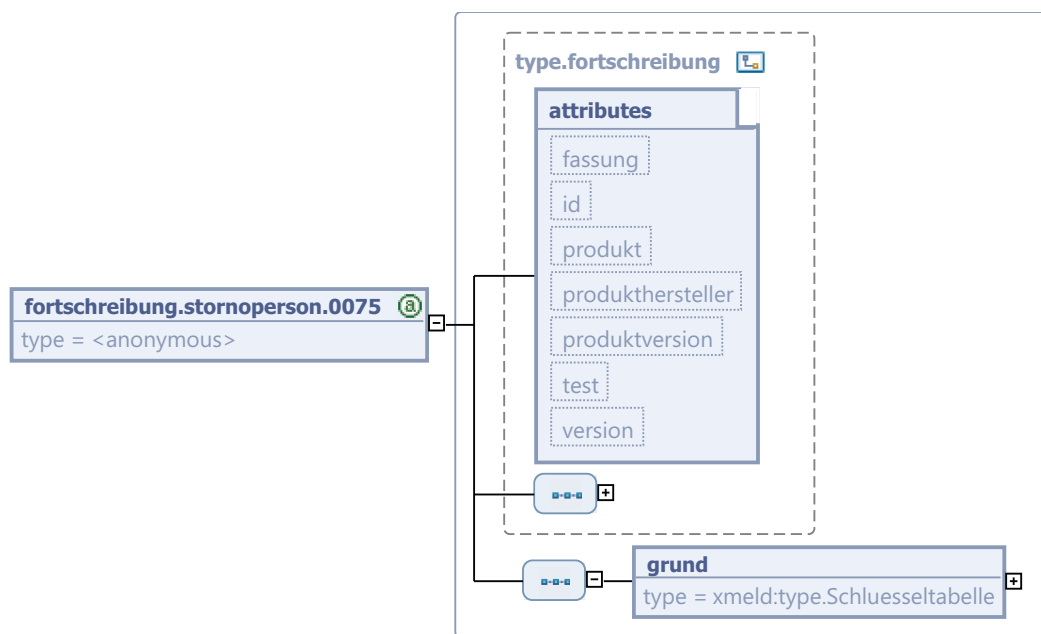 type.fortschreibung
attributes
fassung
id
produkt
produkthersteller
produktversion
test
version
fortschreibung.stornoperson.0075
type = <anonymous>
grund
type = xmeld:type.Schluesseltabelle